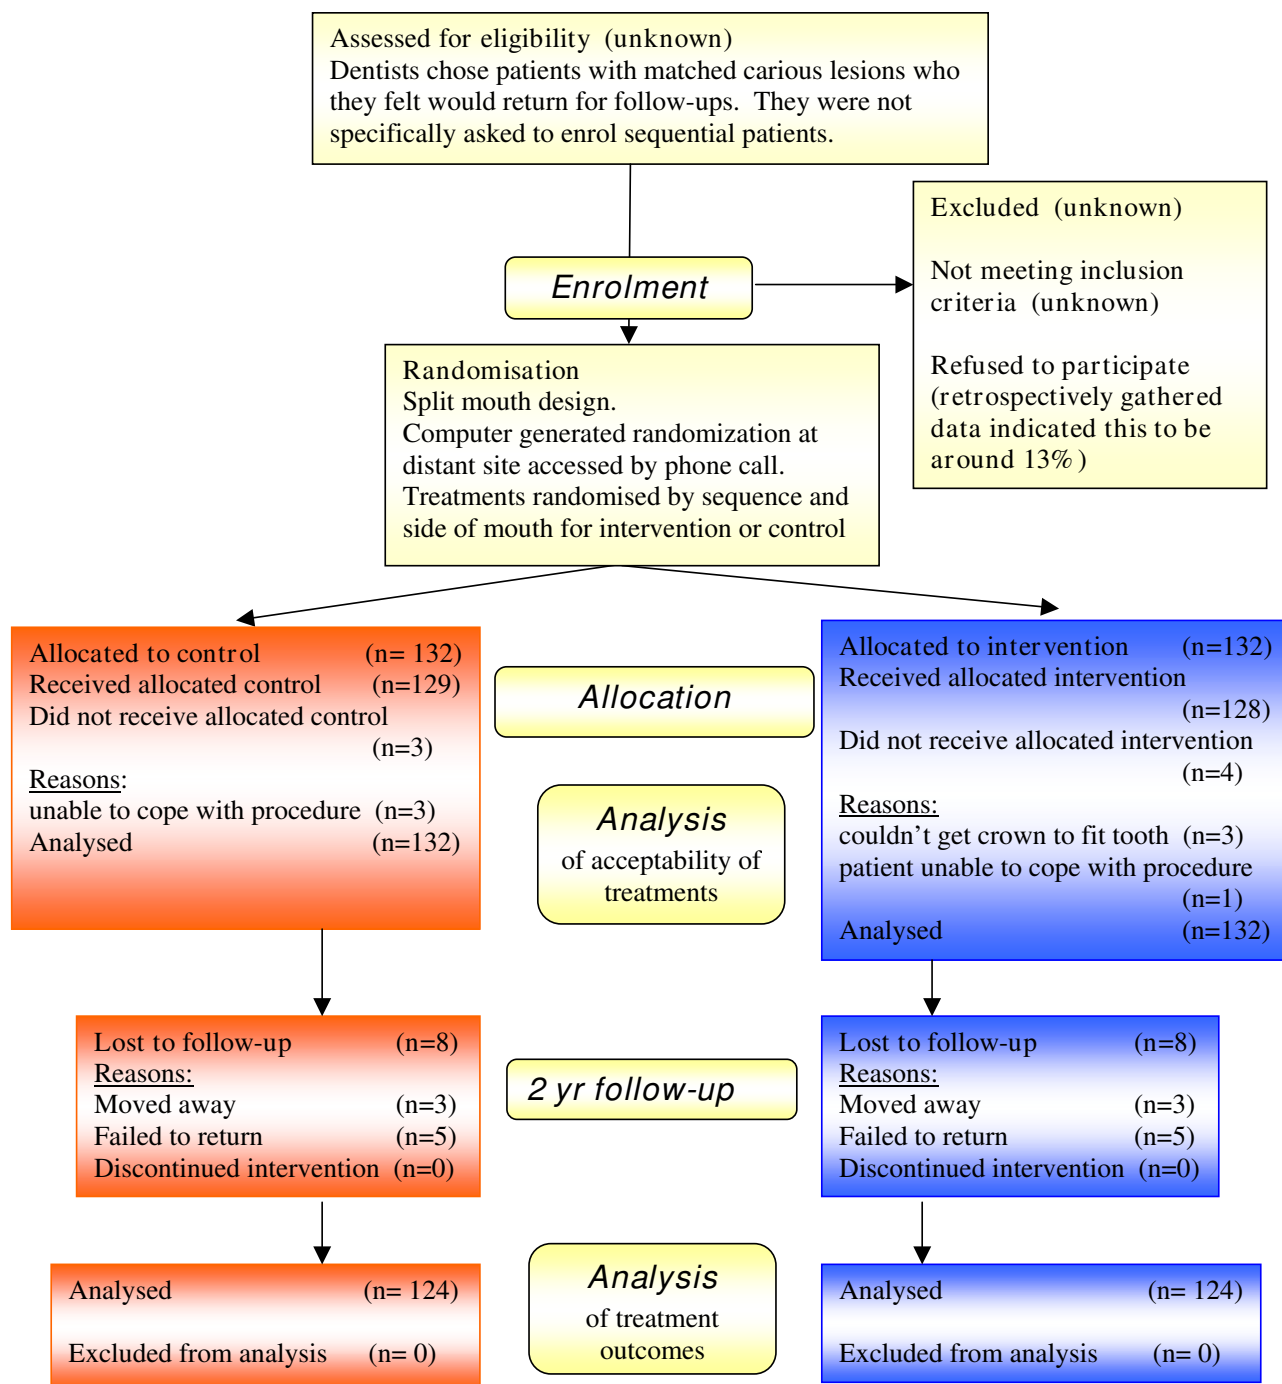 Assessed for eligibility (unknown)
Dentists chose patients with matched carious lesions who
they felt would return for follow-ups. They were not
specifically asked to enrol sequential patients.
Excluded (unknown)
Not meeting inclusion
criteria (unknown)
Refused to participate
(retrospectively gathered
data indicated this to be
around 13%)
Enrolment
Randomisation
Split mouth design.
Computer generated randomization at
distant site accessed by phone call.
Treatments randomised by sequence and
side of mouth for intervention or control
Allocated to control (n= 132)
Received allocated control (n=129)
Did not receive allocated control
(n=3)
Reasons:
unable to cope with procedure (n=3)
Analysed (n=132)
Allocation
Analysis
of acceptability of
treatments
Allocated to intervention (n=132)
Received allocated intervention
(n=128)
Did not receive allocated intervention
(n=4)
Reasons:
couldn’t get crown to fit tooth (n=3)
patient unable to cope with procedure
(n=1)
Analysed (n=132)
Lost to follow-up (n=8)
Reasons:
Moved away (n=3)
Failed to return (n=5)
Discontinued intervention (n=0)
2 yr follow-up
Lost to follow-up (n=8)
Reasons:
Moved away (n=3)
Failed to return (n=5)
Discontinued intervention (n=0)
Analysed (n= 124)
Excluded from analysis (n= 0)
Analysis
of treatment
outcomes
Analysed (n= 124)
Excluded from analysis (n= 0)